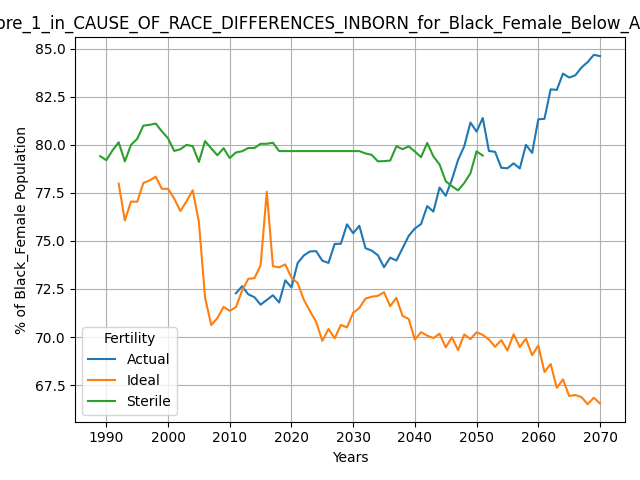 ore_1_in_CAUSE_OF_RACE_DIFFERENCES_INBORN_for_Black_Female_Below_A
85.0
82.5
80.0
77.5
75.0
72.5
70.0
67.5
% of Black_Female Population
Fertility
Actual
Ideal
Sterile
1990 2000 2010 2020 2030 2040 2050 2060 2070
Years